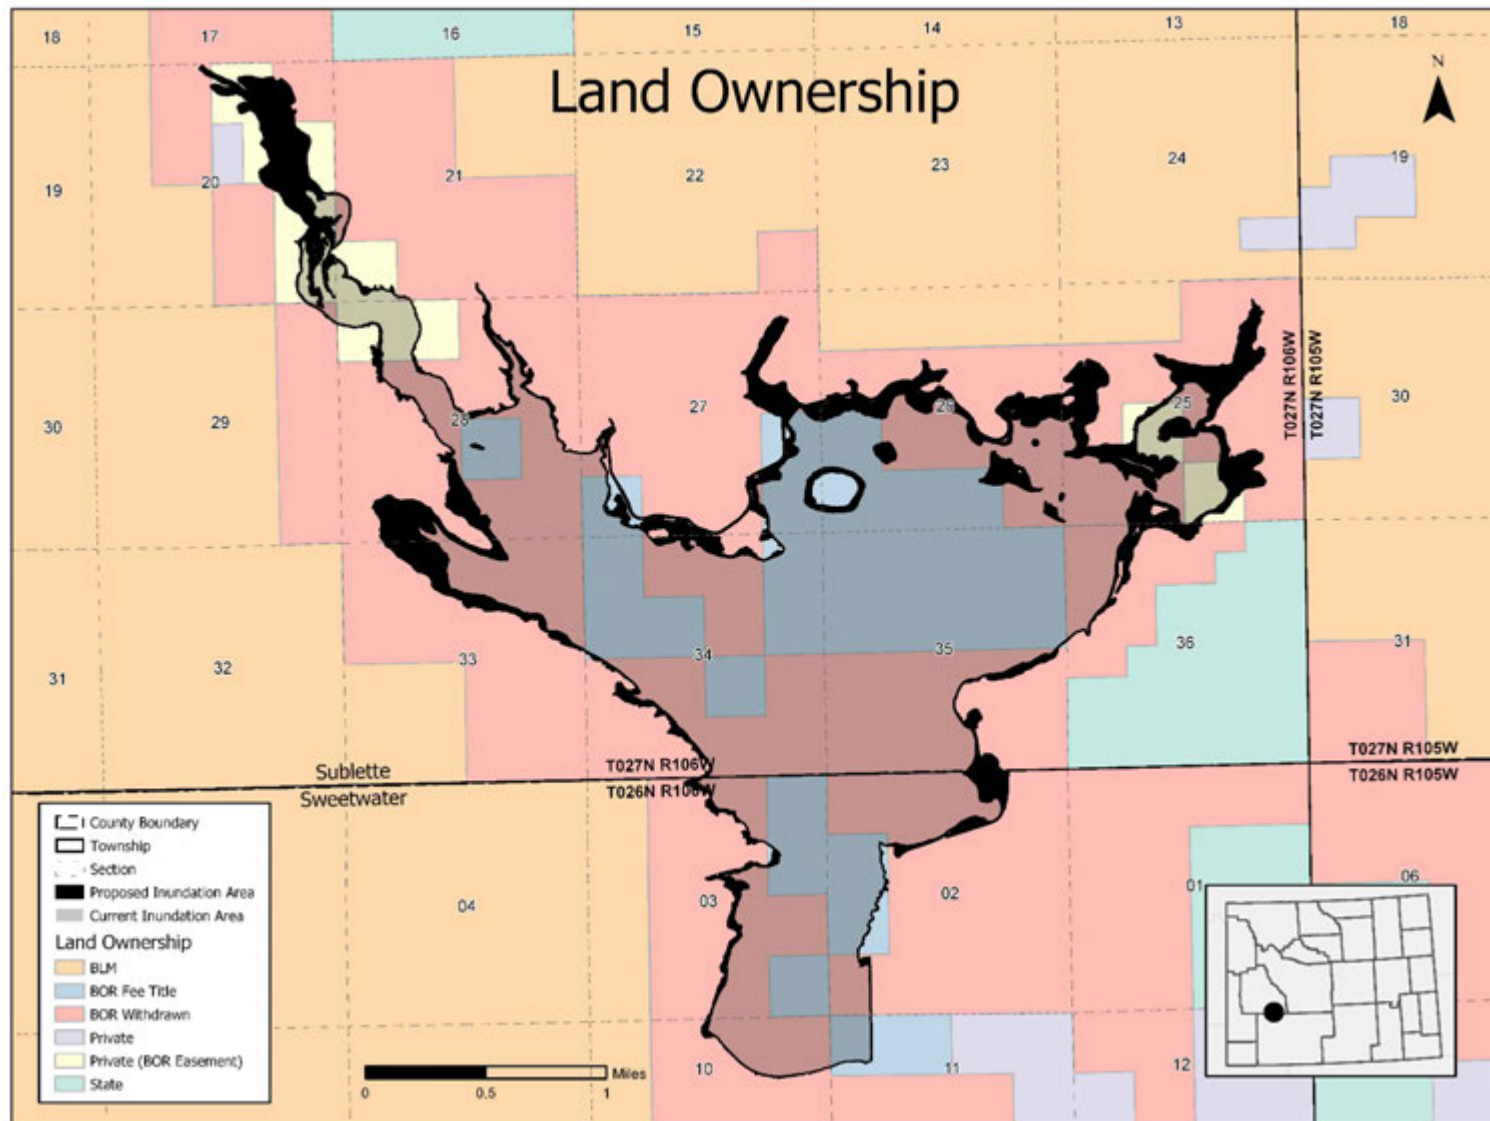 18
17
16
15
14
13
18
Land Ownership
N
19
20
21
22
23
24
19
30
29
28
27
26
25
30
T027N R106W
T027N R105W
31
32
33
34
35
36
31
Sublette
Sweetwater
T027N R106W
T026N R106W
T027N R105W
T026N R105W
04
03
02
01
06
10
11
12
County Boundary
Township
Section
Proposed Inundation Area
Current Inundation Area
Land Ownership
BLM
BOR Fee Title
BOR Withdrawn
Private
Private (BOR Easement)
State
Miles
0
0.5
1